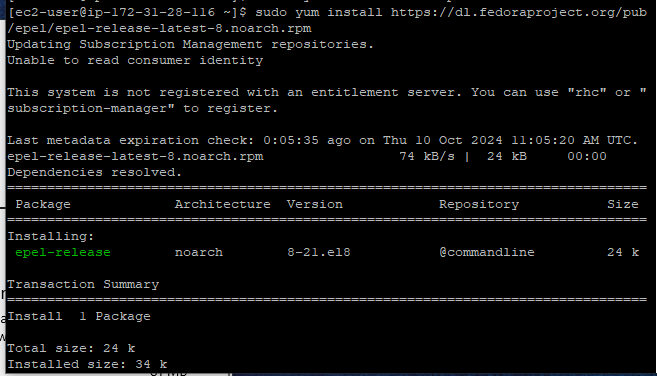 [ec2-user@ip-172-31-28-116 ~]$ sudo yum install https://dl.fedoraproject.org/pub
/epel/epel-release-latest-8.noarch.rpm
Updating Subscription Management repositories.
Unable to read consumer identity

This system is not registered with an entitlement server. You can use "rhc" or "
subscription-manager" to register.

Last metadata expiration check: 0:05:35 ago on Thu 10 Oct 2024 11:05:20 AM UTC.
epel-release-latest-8.noarch.rpm                 74 kB/s |  24 kB     00:00
Dependencies resolved.
================================================================================
 Package             Architecture  Version            Repository           Size
================================================================================
Installing:
 epel-release        noarch        8-21.el8           @commandline         24 k

Transaction Summary
================================================================================
Install  1 Package

Total size: 24 k
Installed size: 34 k